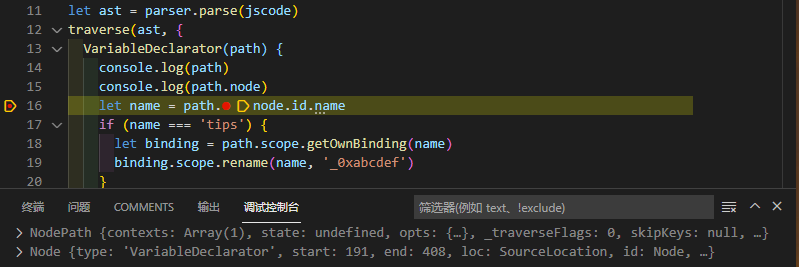 11 let ast = parser.parse(jscode)
12 traverse(ast, {
13 VariableDeclarator(path) {
14 console.log(path)
15 console.log(path.node)
16 let name = path.node.id.name
17 if (name === 'tips') {
18 let binding = path.scope.getOwnBinding(name)
19 binding.scope.rename(name, '_0xabcdef')
20 }
终端 问题 COMMENTS 输出 调试控制台 筛选器(例如 text、!exclude)
> NodePath {contexts: Array(1), state: undefined, opts: {…}, _traverseFlags: 0, skipKeys: null, …}
> Node {type: 'VariableDeclarator', start: 191, end: 408, loc: SourceLocation, id: Node, …}